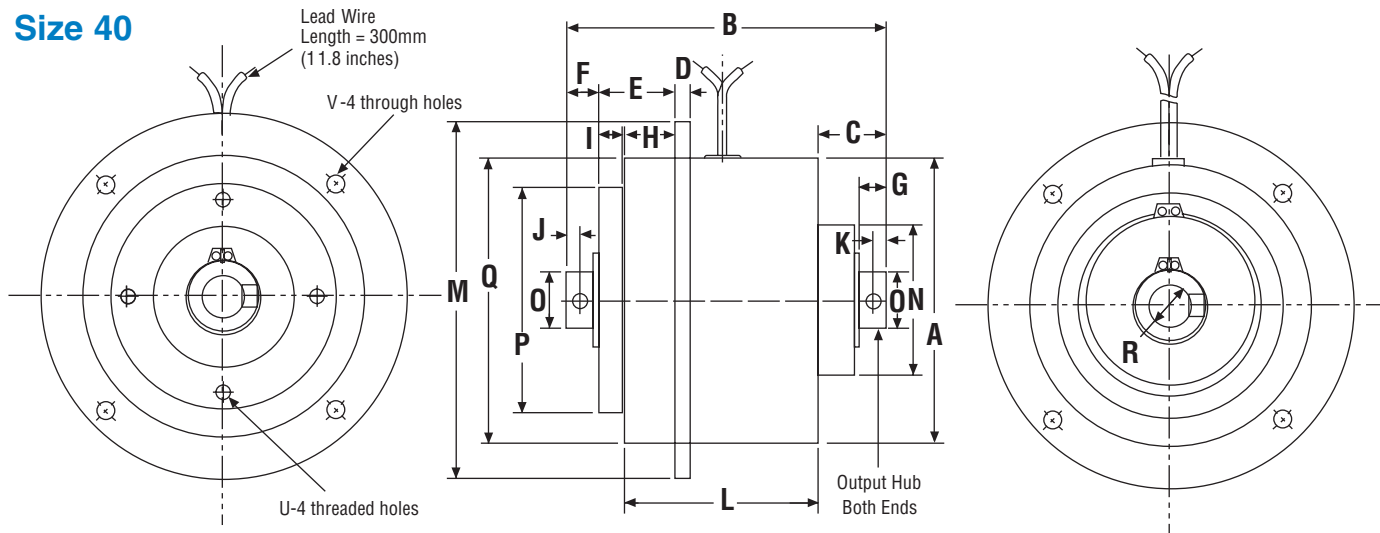 Size 40
Lead Wire
Length = 300mm
(11.8 inches)
V-4 through holes
U-4 threaded holes
B
D
F
E
C
I
H
G
J
K
M
Q
O
O
N
A
P
R
L
Output Hub
Both Ends